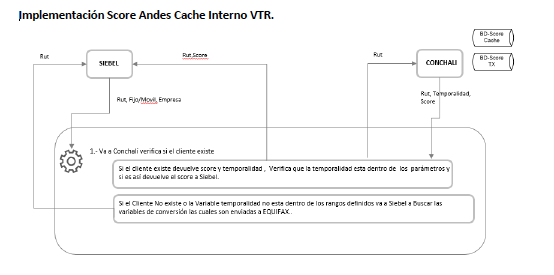 Implementación Score Andes Cache Interno VTR.
BD-Score
Cache
BD-Score
TX
Rut
SIEBEL
Rut,Score
Rut
CONCHALI
Rut, Fijo/Movil, Empresa
Rut, Temporalidad,
Score
1.- Va a Conchalí verifica si el cliente existe
Si el cliente existe devuelve score y temporalidad , Verifica que la temporalidad esta dentro de los parámetros y
si es así devuelve el score a Siebel.
Si el Cliente No existe o la Variable temporalidad no esta dentro de los rangos definidos va a Siebel a Buscar las
variables de conversión las cuales son enviadas a EQUIFAX.